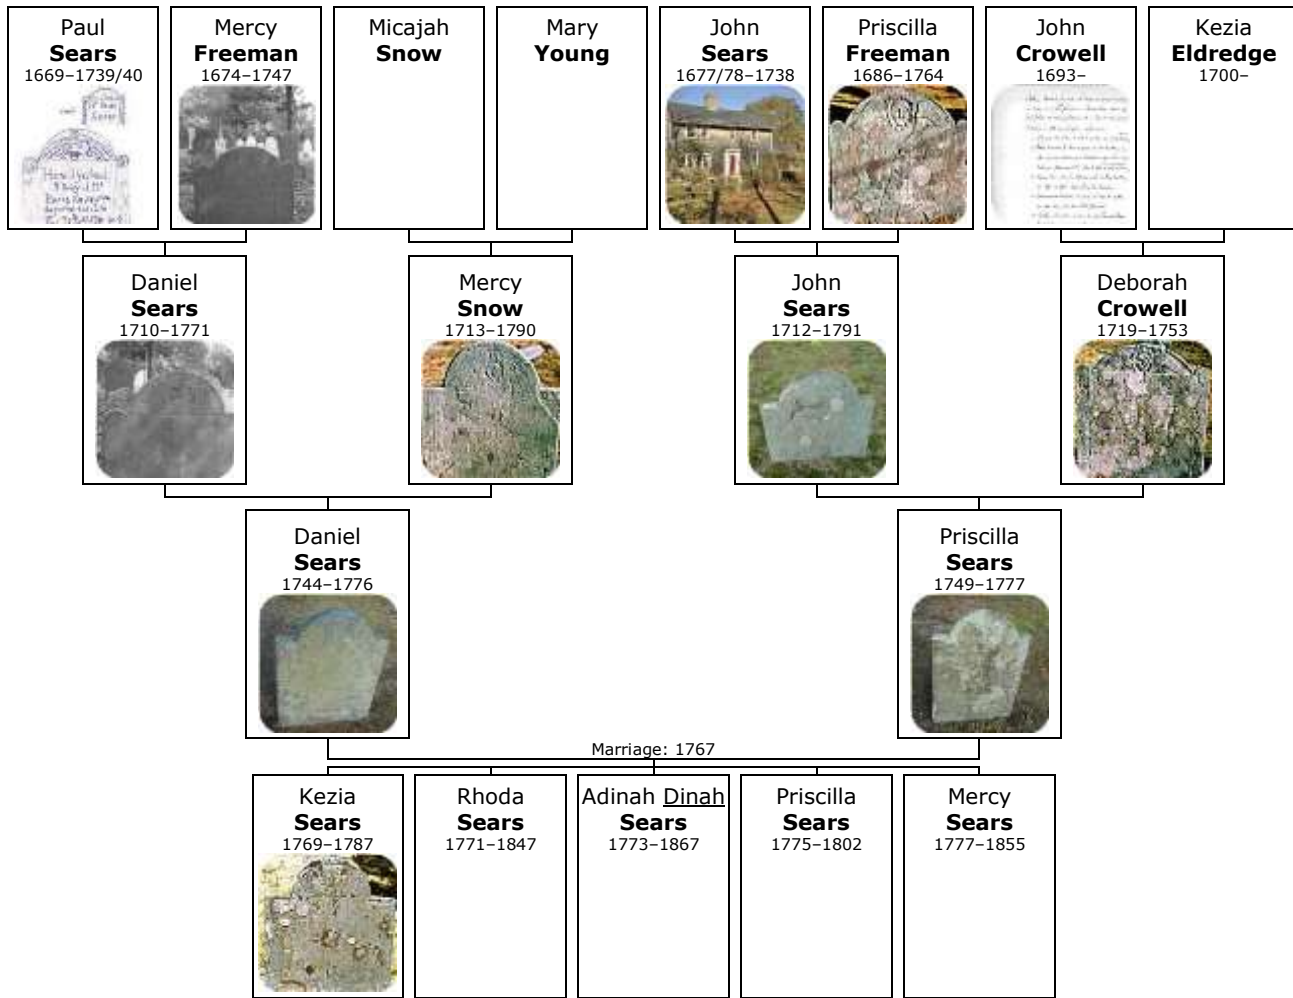 Paul
Sears
1669–1739/40
Mercy
Freeman
1674–1747
Micajah
Snow
Mary
Young
John
Sears
1677/78–1738
Priscilla
Freeman
1686–1764
John
Crowell
1693–
Kezia
Eldredge
1700–
Daniel
Sears
1710–1771
Mercy
Snow
1713–1790
John
Sears
1712–1791
Deborah
Crowell
1719–1753
Daniel
Sears
1744–1776
Priscilla
Sears
1749–1777
Marriage: 1767
Kezia
Sears
1769–1787
Rhoda
Sears
1771–1847
Adinah Dinah
Sears
1773–1867
Priscilla
Sears
1775–1802
Mercy
Sears
1777–1855